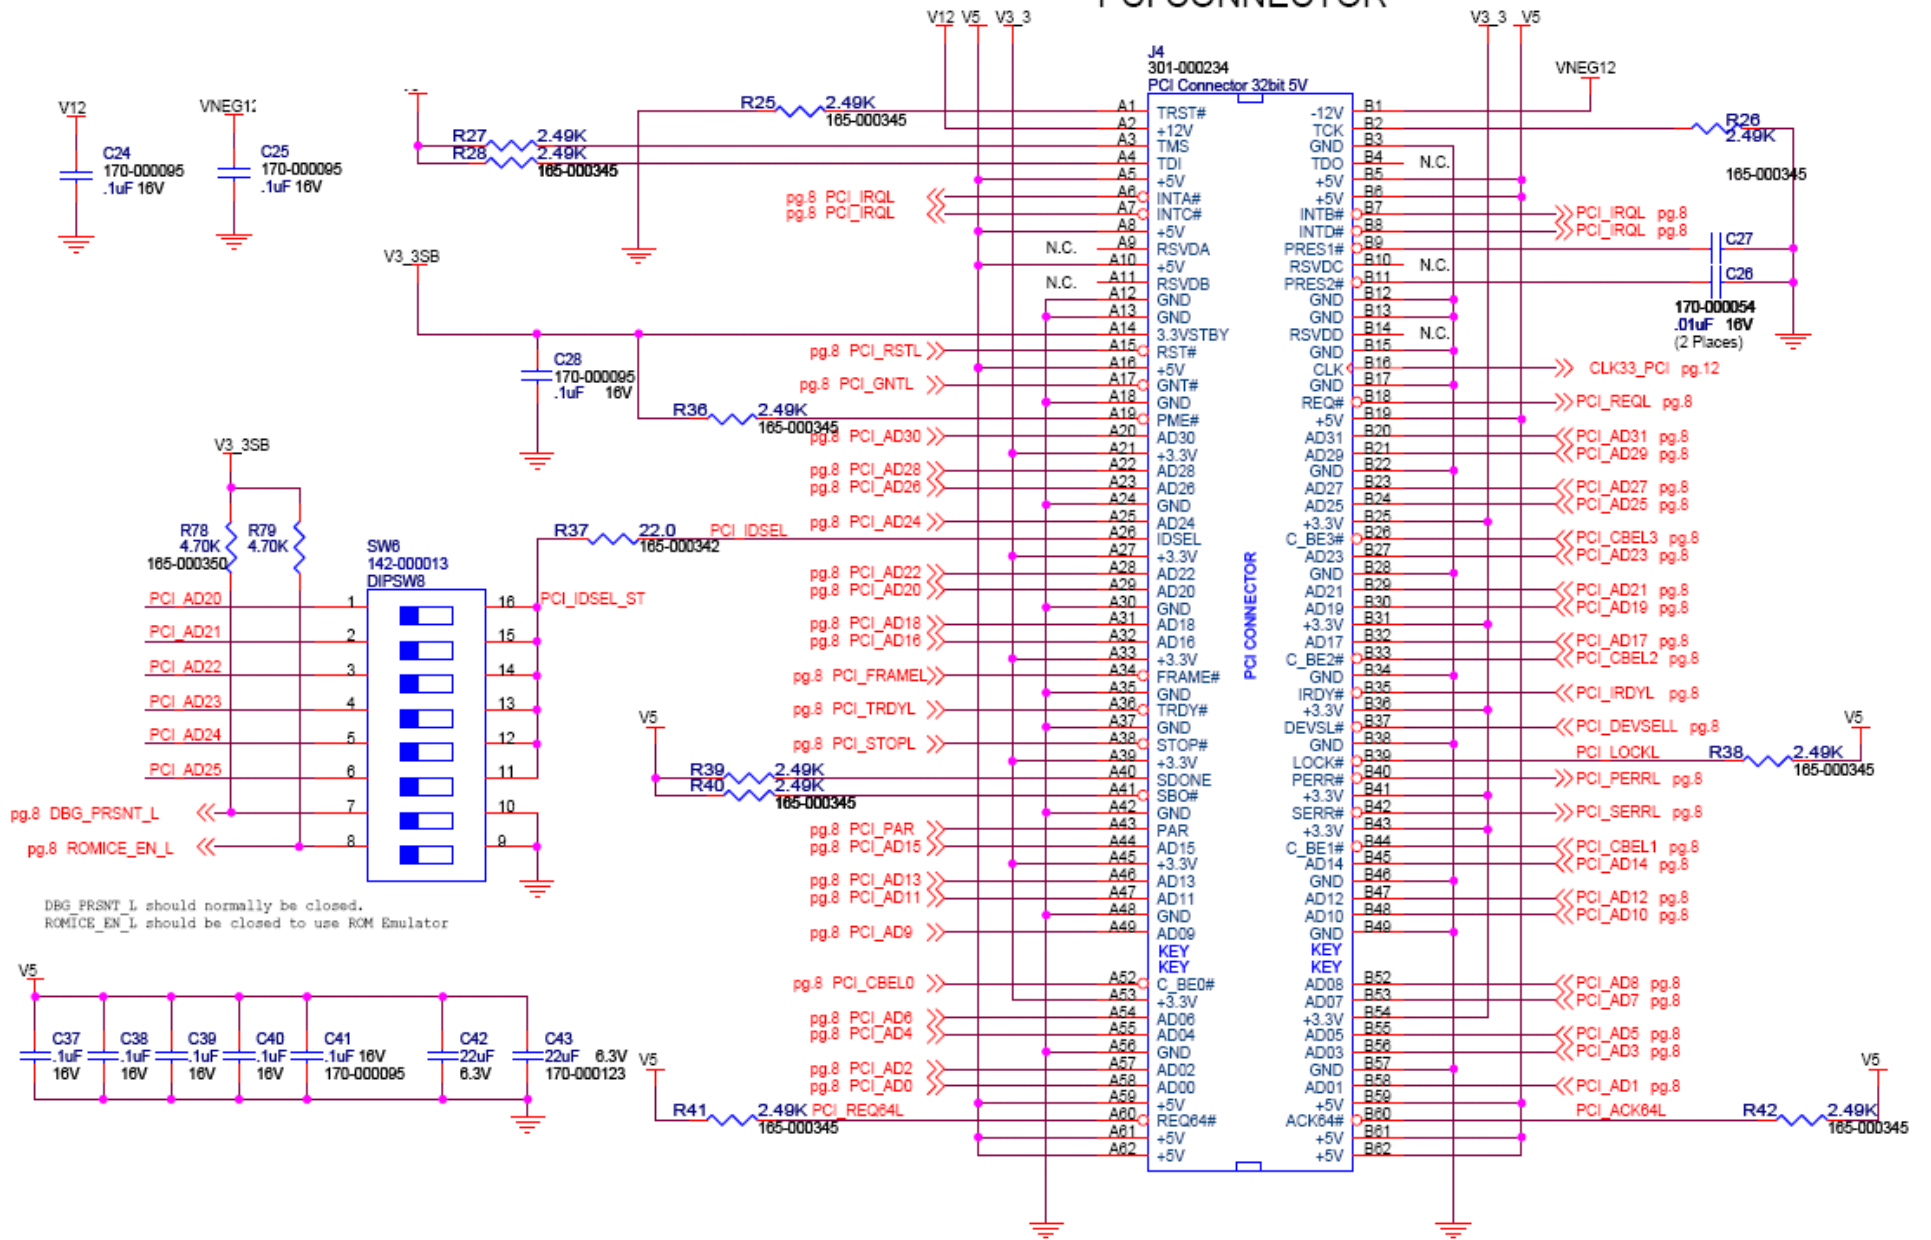 PCI CONNECTOR
V12 V5 V3_3
V3_3 V5
J4
301-000234
PCI Connector 32bit 5V
VNEG12
V12
C24
170-000095
.1uF 16V
VNEG12
C25
170-000095
.1uF 16V
R25 2.49K
165-000345
R27 2.49K
R28 2.49K
165-000345
R26
2.49K
165-000345
A1 TRST# -12V B1
A2 +12V TCK B2
A3 TMS GND B3
A4 TDI TDO B4 N.C.
A5 +5V +5V B5
pg.8 PCI_IRQL A6 INTA# +5V B6
pg.8 PCI_IRQL A7 INTC# INTB# B7 PCI_IRQL pg.8
A8 +5V INTD# B8 PCI_IRQL pg.8
N.C. A9 RSVDA PRES1# B9 C27
A10 +5V RSVDC B10 N.C.
N.C. A11 RSVDB PRES2# B11 C26
170-000054
.01uF 16V
(2 Places)
A12 GND GND B12
A13 GND GND B13
V3_3SB
A14 3.3VSTBY RSVDD B14 N.C.
pg.8 PCI_RSTL A15 RST# GND B15
A16 +5V CLK B16 CLK33_PCI pg.12
pg.8 PCI_GNTL A17 GNT# GND B17
C28
170-000095
.1uF 16V
A18 GND REQ# B18 PCI_REQL pg.8
R36 2.49K
165-000345
A19 PME# +5V B19
pg.8 PCI_AD30 A20 AD30 AD31 B20 PCI_AD31 pg.8
A21 +3.3V AD29 B21 PCI_AD29 pg.8
pg.8 PCI_AD28 A22 AD28 GND B22
pg.8 PCI_AD26 A23 AD26 AD27 B23 PCI_AD27 pg.8
A24 GND AD25 B24 PCI_AD25 pg.8
pg.8 PCI_AD24 A25 AD24 +3.3V B25
R37 22.0 PCI_IDSEL
165-000342
A26 IDSEL C_BE3# B26 PCI_CBEL3 pg.8
A27 +3.3V AD23 B27 PCI_AD23 pg.8
pg.8 PCI_AD22 A28 AD22 GND B28
pg.8 PCI_AD20 A29 AD20 AD21 B29 PCI_AD21 pg.8
A30 GND AD19 B30 PCI_AD19 pg.8
pg.8 PCI_AD18 A31 AD18 +3.3V B31
pg.8 PCI_AD16 A32 AD16 AD17 B32 PCI_AD17 pg.8
A33 +3.3V C_BE2# B33 PCI_CBEL2 pg.8
pg.8 PCI_FRAMEL A34 FRAME# GND B34
A35 GND IRDY# B35 PCI_IRDYL pg.8
pg.8 PCI_TRDYL A36 TRDY# +3.3V B36
A37 GND DEVSL# B37 PCI_DEVSELL pg.8
pg.8 PCI_STOPL A38 STOP# GND B38
A39 +3.3V LOCK# B39 PCI_LOCKL R38 2.49K
165-000345
V5
V5
R39 2.49K
R40 2.49K
165-000345
A40 SDONE PERR# B40 PCI_PERRL pg.8
A41 SBO# +3.3V B41
A42 GND SERR# B42 PCI_SERRL pg.8
pg.8 PCI_PAR A43 PAR +3.3V B43
pg.8 PCI_AD15 A44 AD15 C_BE1# B44 PCI_CBEL1 pg.8
A45 +3.3V AD14 B45 PCI_AD14 pg.8
pg.8 PCI_AD13 A46 AD13 GND B46
pg.8 PCI_AD11 A47 AD11 AD12 B47 PCI_AD12 pg.8
A48 GND AD10 B48 PCI_AD10 pg.8
pg.8 PCI_AD9 A49 AD09 GND B49
KEY KEY
KEY KEY
pg.8 PCI_CBEL0 A52 C_BE0# AD08 B52 PCI_AD8 pg.8
A53 +3.3V AD07 B53 PCI_AD7 pg.8
pg.8 PCI_AD6 A54 AD06 +3.3V B54
pg.8 PCI_AD4 A55 AD04 AD05 B55 PCI_AD5 pg.8
A56 GND AD03 B56 PCI_AD3 pg.8
pg.8 PCI_AD2 A57 AD02 GND B57
pg.8 PCI_AD0 A58 AD00 AD01 B58 PCI_AD1 pg.8
A59 +5V +5V B59
V5
R41 2.49K PCI_REQ64L
165-000345
A60 REQ64# ACK64# B60 PCI_ACK64L R42 2.49K
165-000345
V5
A61 +5V +5V B61
A62 +5V +5V B62
PCI CONNECTOR
V3_3SB
R78 R79
4.70K 4.70K
165-000350
SW6
142-000013
DIPSW8
PCI_AD20 1 16 PCI_IDSEL_ST
PCI_AD21 2 15
PCI_AD22 3 14
PCI_AD23 4 13
PCI_AD24 5 12
PCI_AD25 6 11
pg.8 DBG_PRSNT_L 7 10
pg.8 ROMICE_EN_L 8 9
DBG_PRSNT_L should normally be closed.
ROMICE_EN_L should be closed to use ROM Emulator
V5
C37 C38 C39 C40 C41 C42 C43
.1uF .1uF .1uF .1uF .1uF 16V 22uF 22uF 6.3V
16V 16V 16V 16V 170-000095 6.3V 170-000123